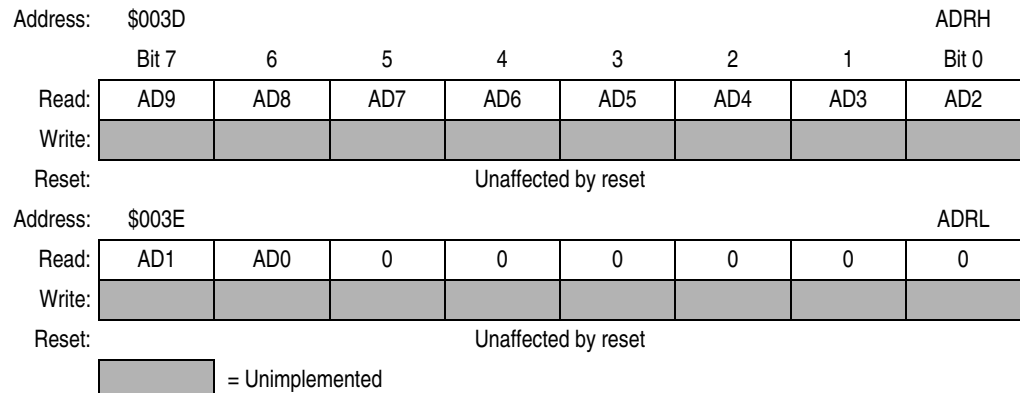 Address: $003D ADRH
Bit 7 6 5 4 3 2 1 Bit 0
Read: AD9 AD8 AD7 AD6 AD5 AD4 AD3 AD2
Write:
Reset: Unaffected by reset
Address: $003E ADRL
Read: AD1 AD0 0 0 0 0 0 0
Write:
Reset: Unaffected by reset
= Unimplemented